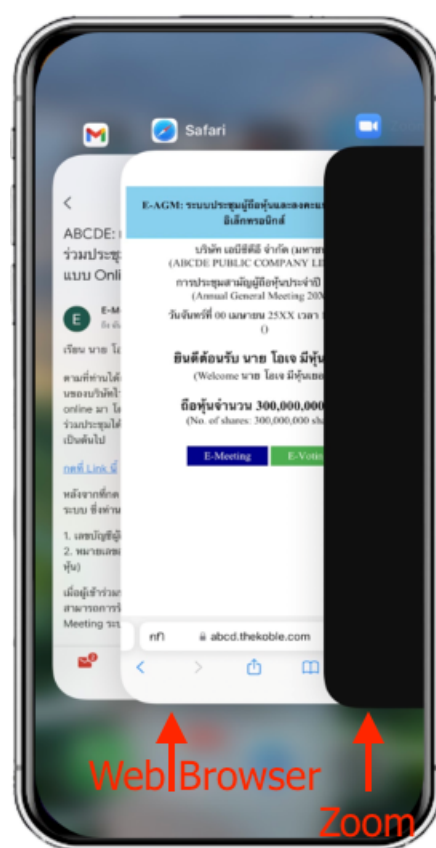 Safari
ABCDE:
ร่วมประชุ
แบบ Onli
E
E-M
เรียน นาย โอ
ตามที่ท่านได้
นของบริษัทไ
online มา โด
ร่วมประชุมได้
เป็นต้นไป
กดที่ Link นี้
หลังจากที่กด
ระบบ ซึ่งท่าน
1. เลขบัญชีผู้
2. หมายเลขบ
หุ้น)
เมื่อผู้เข้าร่วม
สามารถการใ
Meeting ระบ
2
E-AGM: ระบบประชุมผู้ถือหุ้นและลงคะแน
อิเล็กทรอนิกส์
บริษัท เอบีซีดีอี จำกัด (มหาชน
(ABCDE PUBLIC COMPANY LI
การประชุมสามัญผู้ถือหุ้นประจำปี
(Annual General Meeting 20X
วันจันทร์ที่ 00 เมษายน 25XX เวลา 1
()
ยินดีต้อนรับ นาย โอเจ มีหุ้น
(Welcome นาย โอเจ มีหุ้นเยอ
ถือหุ้นจำนวน 300,000,000
(No. of shares: 300,000,000 sha
E-Meeting E-Votin
กก abcd.thekoble.com
Web Browser
Zoom